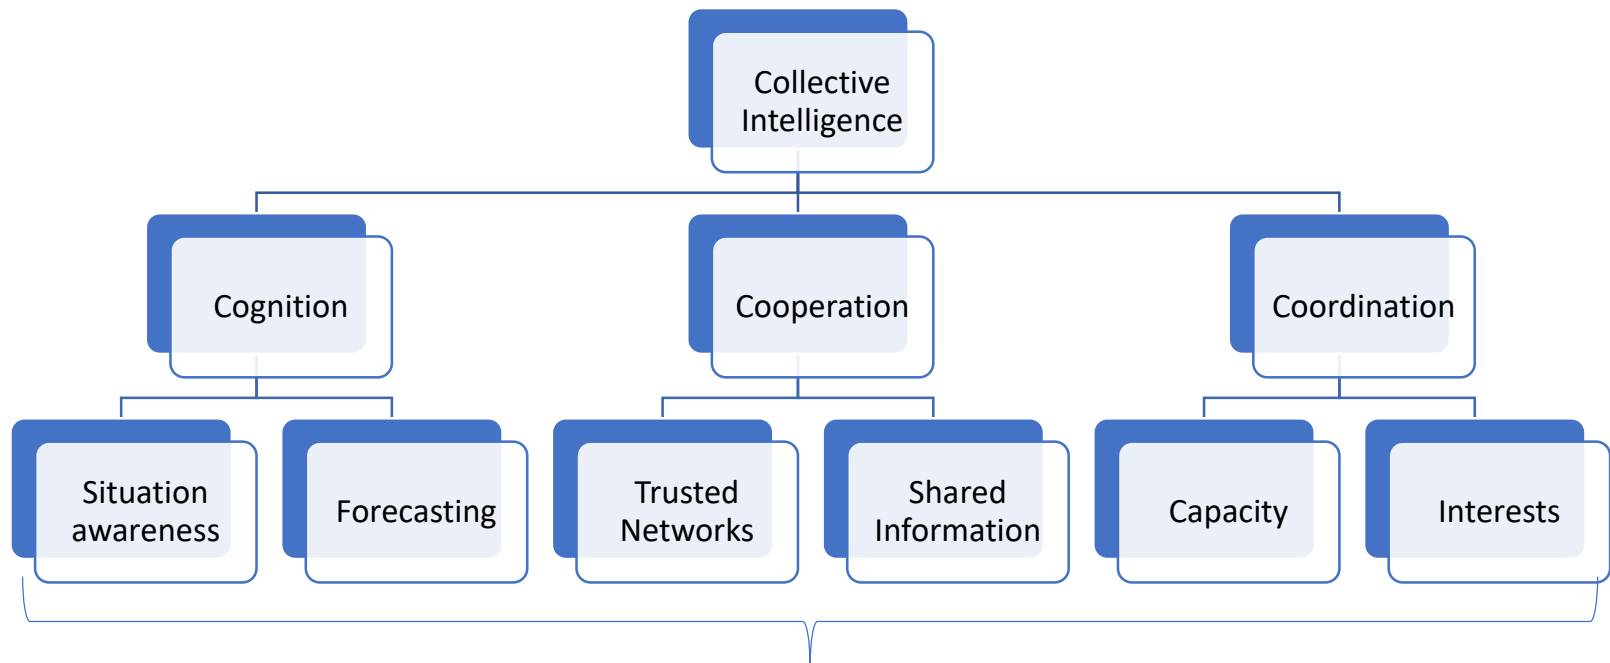 Collective
Intelligence
Cognition
Cooperation
Coordination
Situation
awareness
Forecasting
Trusted
Networks
Shared
Information
Capacity
Interests